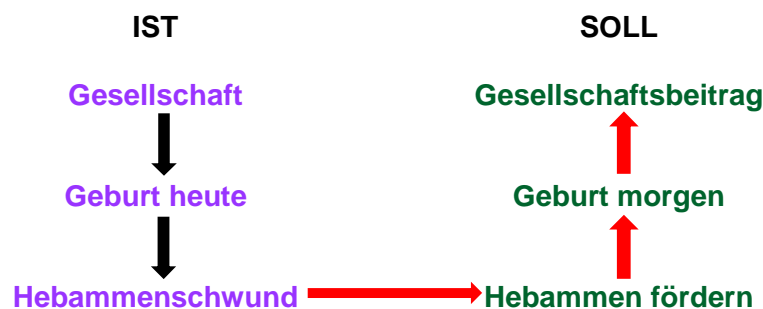 IST
SOLL
Gesellschaft
Gesellschaftsbeitrag
Geburt heute
Geburt morgen
Hebammenschwund
Hebammen fördern